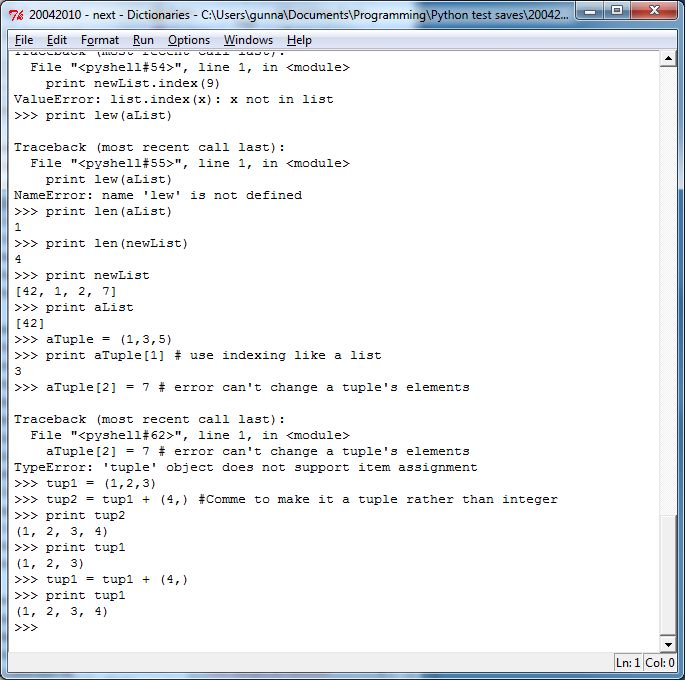 20042010 - next - Dictionaries - C:\Users\gunna\Documents\Programming\Python test saves\20042...
File Edit Format Run Options Windows Help
Traceback (most recent call last):
  File "<pyshell#54>", line 1, in <module>
    print newList.index(9)
ValueError: list.index(x): x not in list
>>> print lew(aList)

Traceback (most recent call last):
  File "<pyshell#55>", line 1, in <module>
    print lew(aList)
NameError: name 'lew' is not defined
>>> print len(aList)
1
>>> print len(newList)
4
>>> print newList
[42, 1, 2, 7]
>>> print aList
[42]
>>> aTuple = (1,3,5)
>>> print aTuple[1] # use indexing like a list
3
>>> aTuple[2] = 7 # error can't change a tuple's elements

Traceback (most recent call last):
  File "<pyshell#62>", line 1, in <module>
    aTuple[2] = 7 # error can't change a tuple's elements
TypeError: 'tuple' object does not support item assignment
>>> tup1 = (1,2,3)
>>> tup2 = tup1 + (4,) #Comme to make it a tuple rather than integer
>>> print tup2
(1, 2, 3, 4)
>>> print tup1
(1, 2, 3)
>>> tup1 = tup1 + (4,)
>>> print tup1
(1, 2, 3, 4)
>>>
Ln: 1 Col: 0